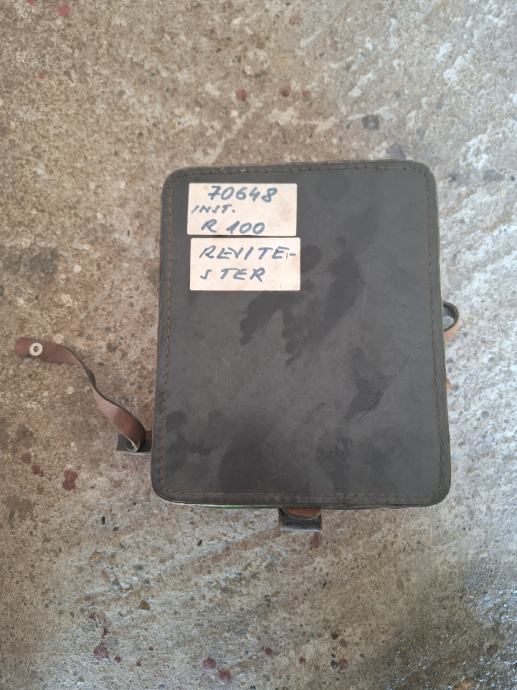 70648
INST.
R 100
REVITE-
STER